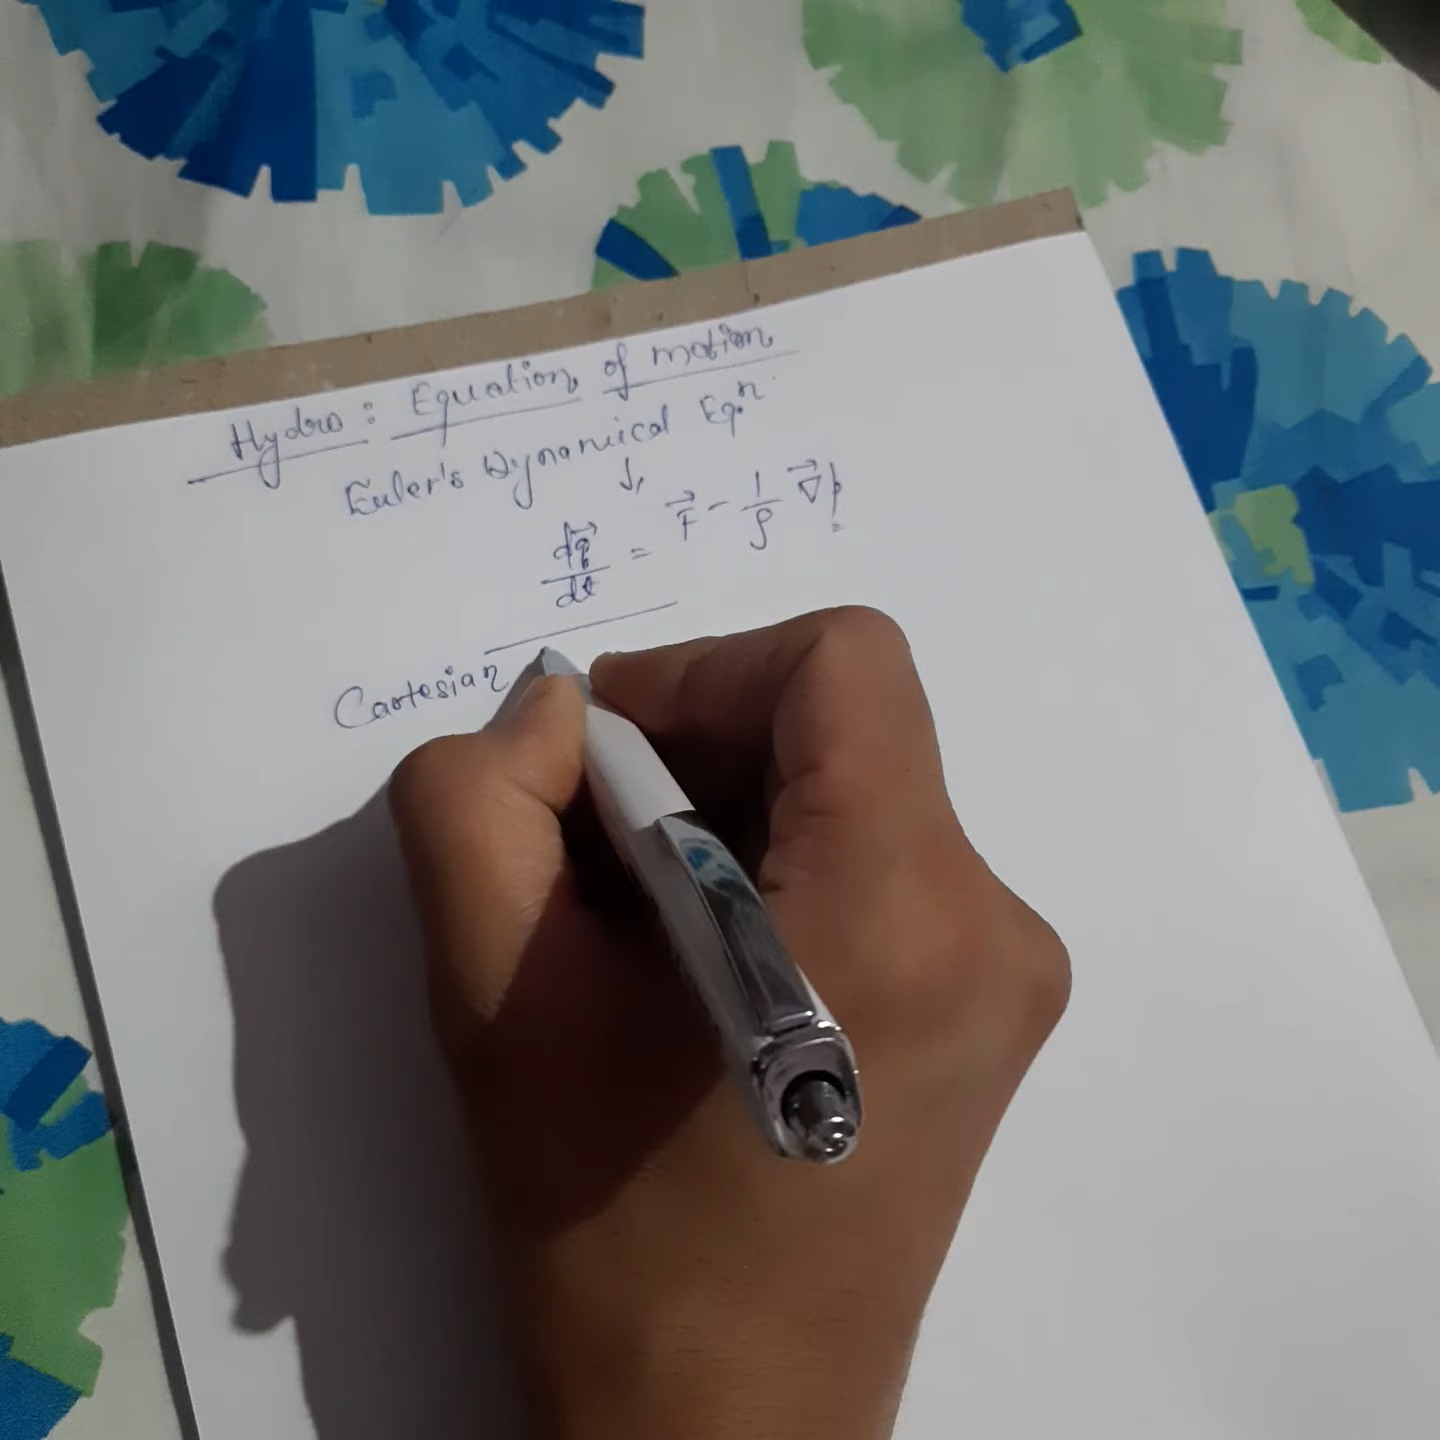 Hydro: Equation of motion
Euler's Dynamical Eqⁿ.
↓
dq⃗/dt = F⃗ - 1/ρ ∇⃗p
Cartesian